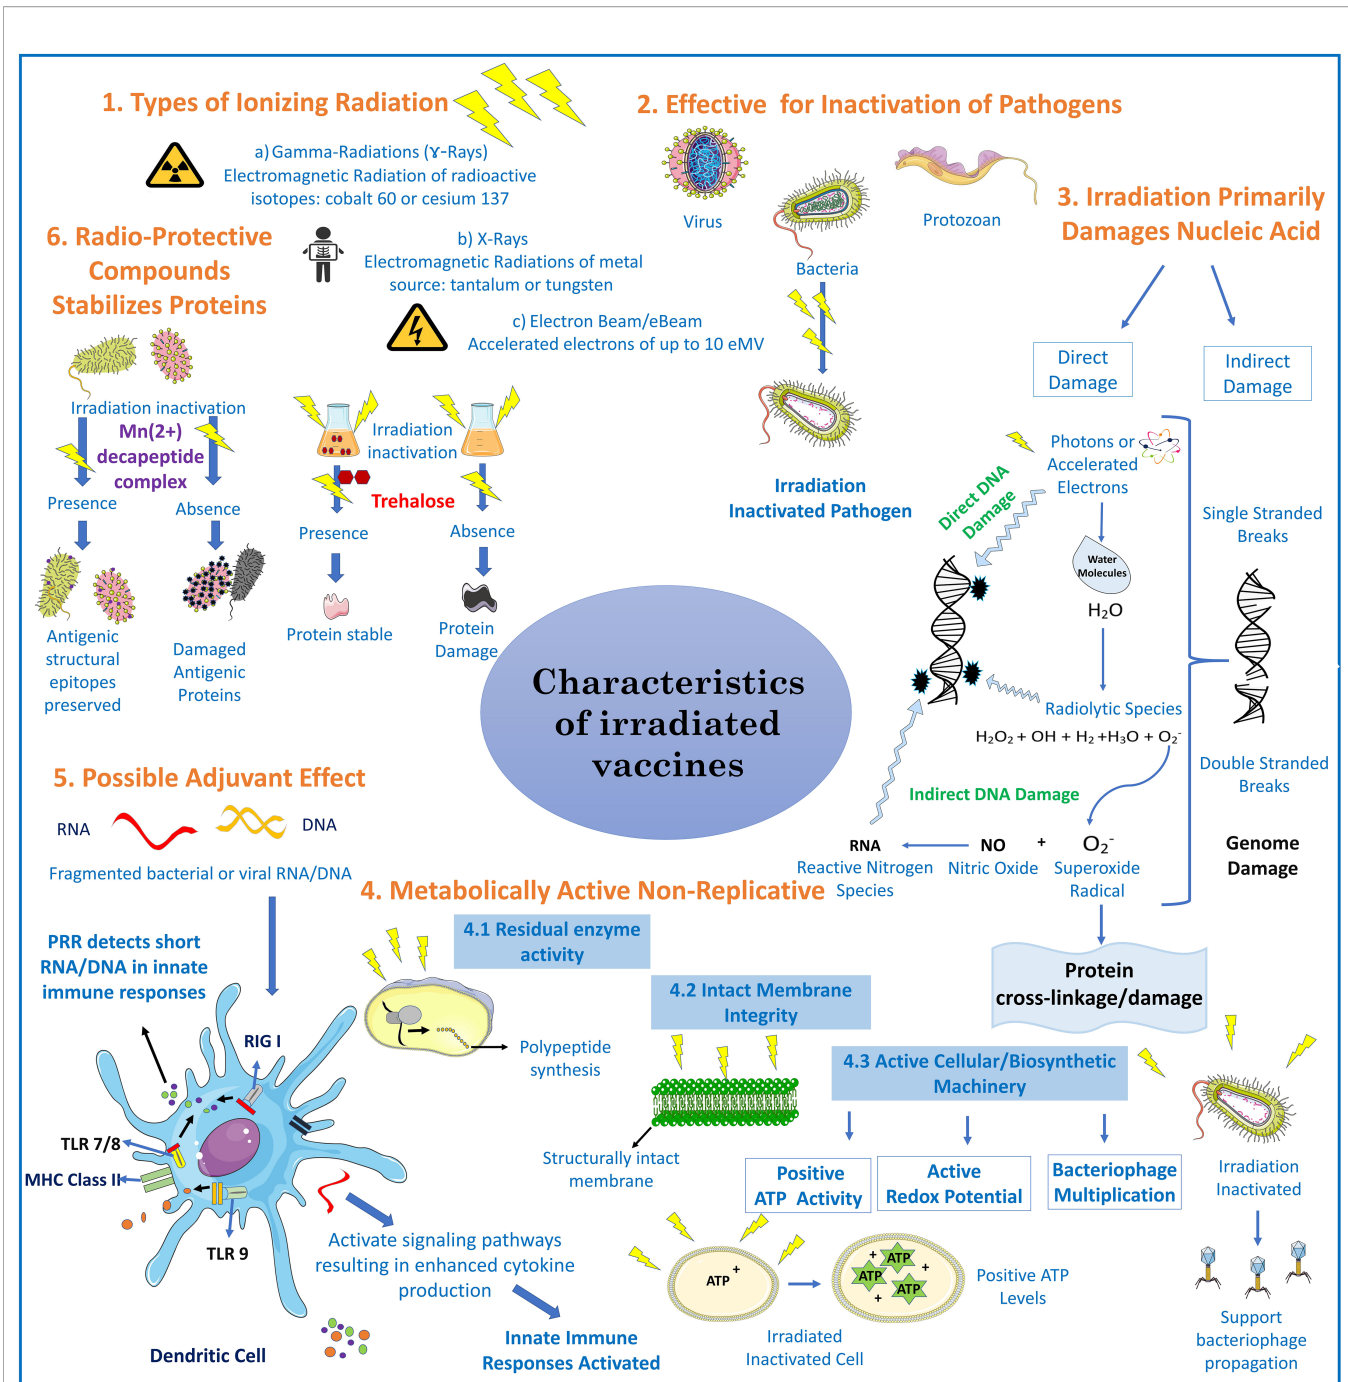 1. Types of Ionizing Radiation
a) Gamma-Radiations (ϒ-Rays)
Electromagnetic Radiation of radioactive
isotopes: cobalt 60 or cesium 137
b) X-Rays
Electromagnetic Radiations of metal
source: tantalum or tungsten
c) Electron Beam/eBeam
Accelerated electrons of up to 10 eMV
2. Effective for Inactivation of Pathogens
Virus
Bacteria
Protozoan
Irradiation
Inactivated Pathogen
3. Irradiation Primarily
Damages Nucleic Acid
Direct
Damage
Indirect
Damage
Photons or
Accelerated
Electrons
Direct DNA
Damage
Water
Molecules
H₂O
Radiolytic Species
H₂O₂ + OH + H₂ +H₃O + O₂⁻
Indirect DNA Damage
RNA
NO
+
O₂⁻
Reactive Nitrogen
Species
Nitric Oxide
Superoxide
Radical
Single Stranded
Breaks
Double Stranded
Breaks
Genome
Damage
Protein
cross-linkage/damage
6. Radio-Protective
Compounds
Stabilizes Proteins
Irradiation inactivation
Mn(2+)
decapeptide
complex
Presence
Absence
Antigenic
structural
epitopes
preserved
Damaged
Antigenic
Proteins
Irradiation
inactivation
Trehalose
Presence
Absence
Protein stable
Protein
Damage
Characteristics
of irradiated
vaccines
5. Possible Adjuvant Effect
RNA
DNA
Fragmented bacterial or viral RNA/DNA
PRR detects short
RNA/DNA in innate
immune responses
RIG I
TLR 7/8
MHC Class II
TLR 9
Dendritic Cell
Activate signaling pathways
resulting in enhanced cytokine
production
Innate Immune
Responses Activated
4. Metabolically Active Non-Replicative
4.1 Residual enzyme
activity
Polypeptide
synthesis
4.2 Intact Membrane
Integrity
Structurally intact
membrane
4.3 Active Cellular/Biosynthetic
Machinery
Positive
ATP Activity
Active
Redox Potential
Bacteriophage
Multiplication
ATP +
+
ATP
ATP
+
ATP
+
Positive ATP
Levels
Irradiated
Inactivated Cell
Irradiation
Inactivated
Support
bacteriophage
propagation